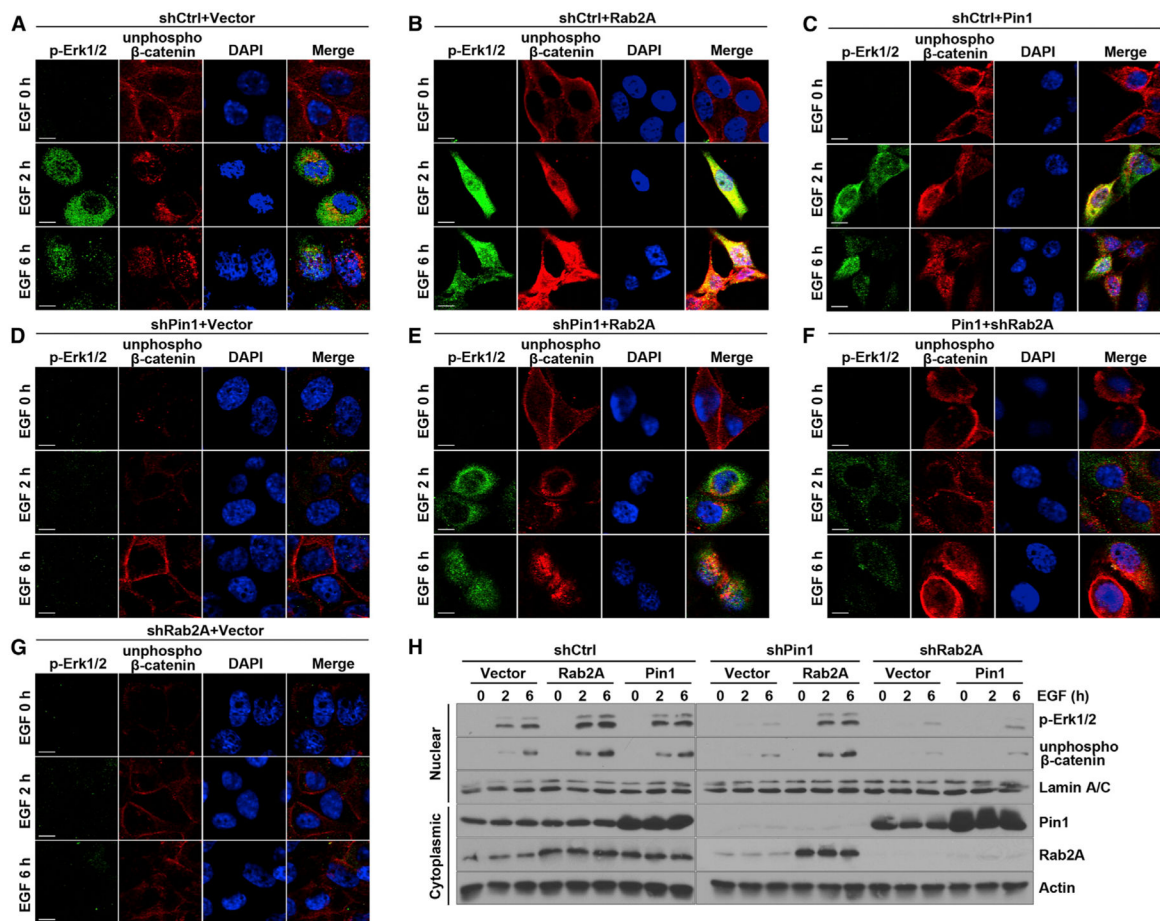 A
shCtrl+Vector
p-Erk1/2 unphospho β-catenin DAPI Merge
EGF 0 h
EGF 2 h
EGF 6 h
B
shCtrl+Rab2A
p-Erk1/2 unphospho β-catenin DAPI Merge
EGF 0 h
EGF 2 h
EGF 6 h
C
shCtrl+Pin1
p-Erk1/2 unphospho β-catenin DAPI Merge
EGF 0 h
EGF 2 h
EGF 6 h
D
shPin1+Vector
p-Erk1/2 unphospho β-catenin DAPI Merge
EGF 0 h
EGF 2 h
EGF 6 h
E
shPin1+Rab2A
p-Erk1/2 unphospho β-catenin DAPI Merge
EGF 0 h
EGF 2 h
EGF 6 h
F
Pin1+shRab2A
p-Erk1/2 unphospho β-catenin DAPI Merge
EGF 0 h
EGF 2 h
EGF 6 h
G
shRab2A+Vector
p-Erk1/2 unphospho β-catenin DAPI Merge
EGF 0 h
EGF 2 h
EGF 6 h
H
shCtrl shPin1 shRab2A
Vector Rab2A Pin1 Vector Rab2A Vector Pin1
0 2 6 0 2 6 0 2 6 0 2 6 0 2 6 0 2 6 0 2 6 EGF (h)
Nuclear
p-Erk1/2
unphospho
β-catenin
Lamin A/C
Cytoplasmic
Pin1
Rab2A
Actin